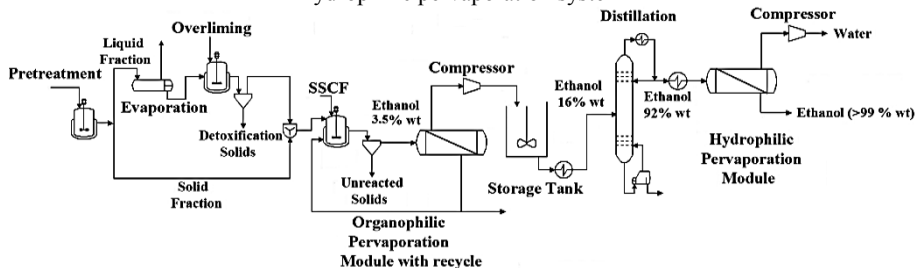 Distillation
Compressor
Water
Overliming
Liquid
Fraction
Pretreatment
Evaporation
SSCF
Compressor
Ethanol
3.5% wt
Ethanol
16% wt
Ethanol
92% wt
Ethanol (>99 % wt)
Detoxification
Solids
Hydrophilic
Pervaporation
Module
Solid
Fraction
Unreacted
Solids
Storage Tank
Organophilic
Pervaporation
Module with recycle